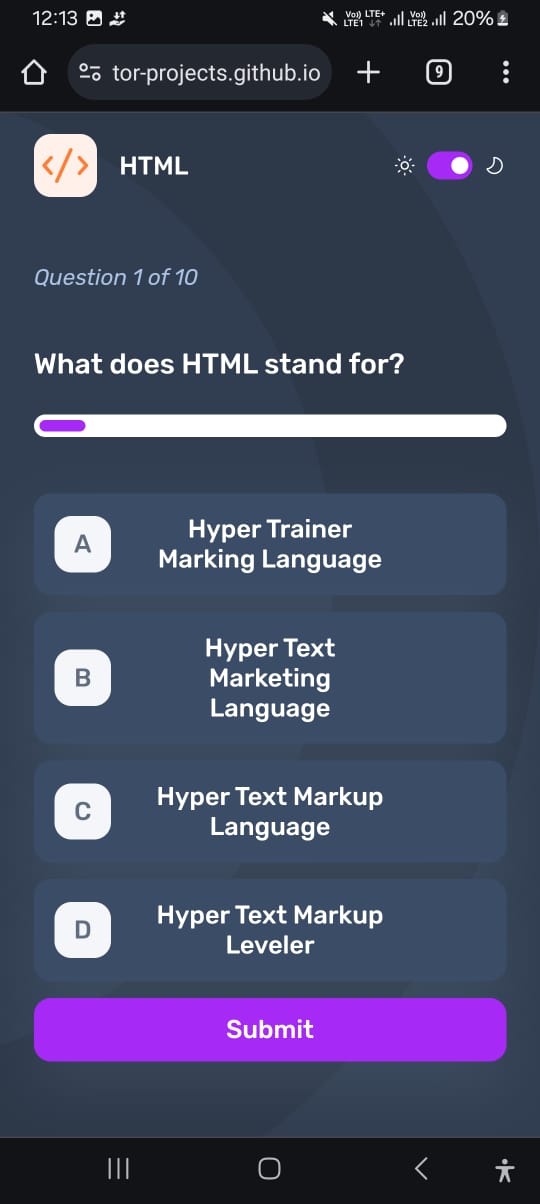 12:13 Vo) LTE1 LTE+ Vo) LTE2 20%
tor-projects.github.io 9
</> HTML
Question 1 of 10
What does HTML stand for?
A Hyper Trainer
Marking Language
B Hyper Text
Marketing
Language
C Hyper Text Markup
Language
D Hyper Text Markup
Leveler
Submit